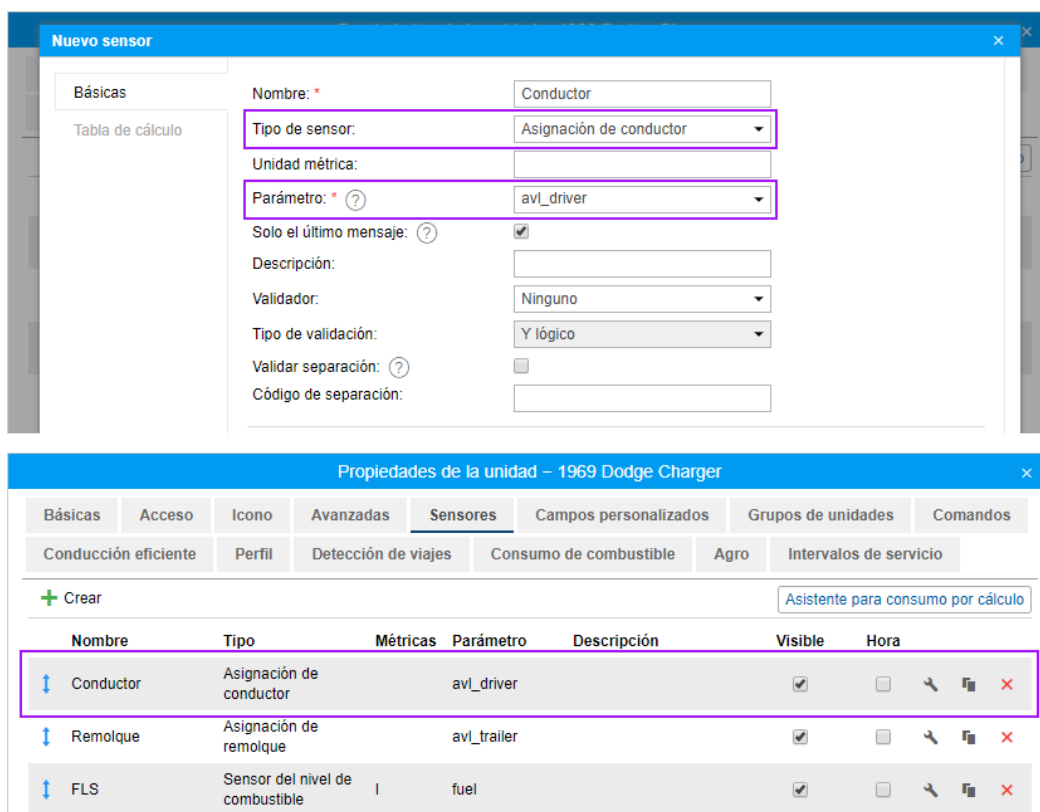 Nuevo sensor ×
Básicas
Tabla de cálculo
Nombre: * Conductor
Tipo de sensor: Asignación de conductor
Unidad métrica:
Parámetro: * ? avl_driver
Solo el último mensaje: ?
Descripción:
Validador: Ninguno
Tipo de validación: Y lógico
Validar separación: ?
Código de separación:
Propiedades de la unidad – 1969 Dodge Charger ×
Básicas Acceso Icono Avanzadas Sensores Campos personalizados Grupos de unidades Comandos
Conducción eficiente Perfil Detección de viajes Consumo de combustible Agro Intervalos de servicio
Crear Asistente para consumo por cálculo
Nombre Tipo Métricas Parámetro Descripción Visible Hora
Conductor Asignación de conductor avl_driver
Remolque Asignación de remolque avl_trailer
FLS Sensor del nivel de combustible l fuel